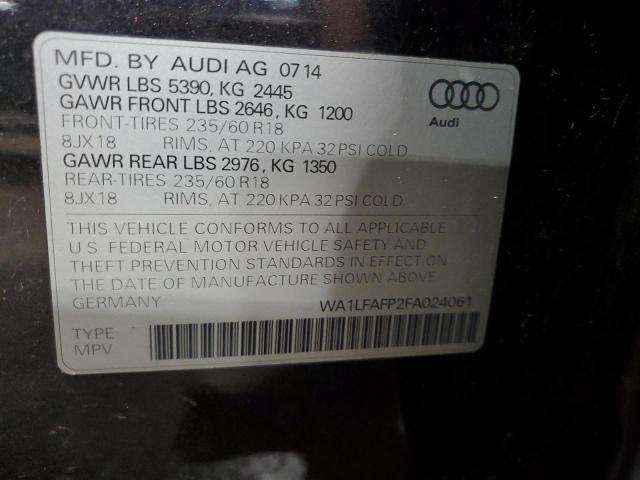 MFD. BY AUDI AG 07 14
GVWR LBS 5390, KG 2445
GAWR FRONT LBS 2646, KG 1200
FRONT-TIRES 235/60 R18
8JX18 RIMS, AT 220 KPA 32 PSI COLD
GAWR REAR LBS 2976, KG 1350
REAR-TIRES 235/60 R18
8JX18 RIMS, AT 220 KPA 32 PSI COLD
Audi
THIS VEHICLE CONFORMS TO ALL APPLICABLE
U.S. FEDERAL MOTOR VEHICLE SAFETY AND
THEFT PREVENTION STANDARDS IN EFFECT ON
THE DATE OF MANUFACTURE SHOWN ABOVE.
GERMANY WA1LFAFP2FA024061
TYPE
MPV